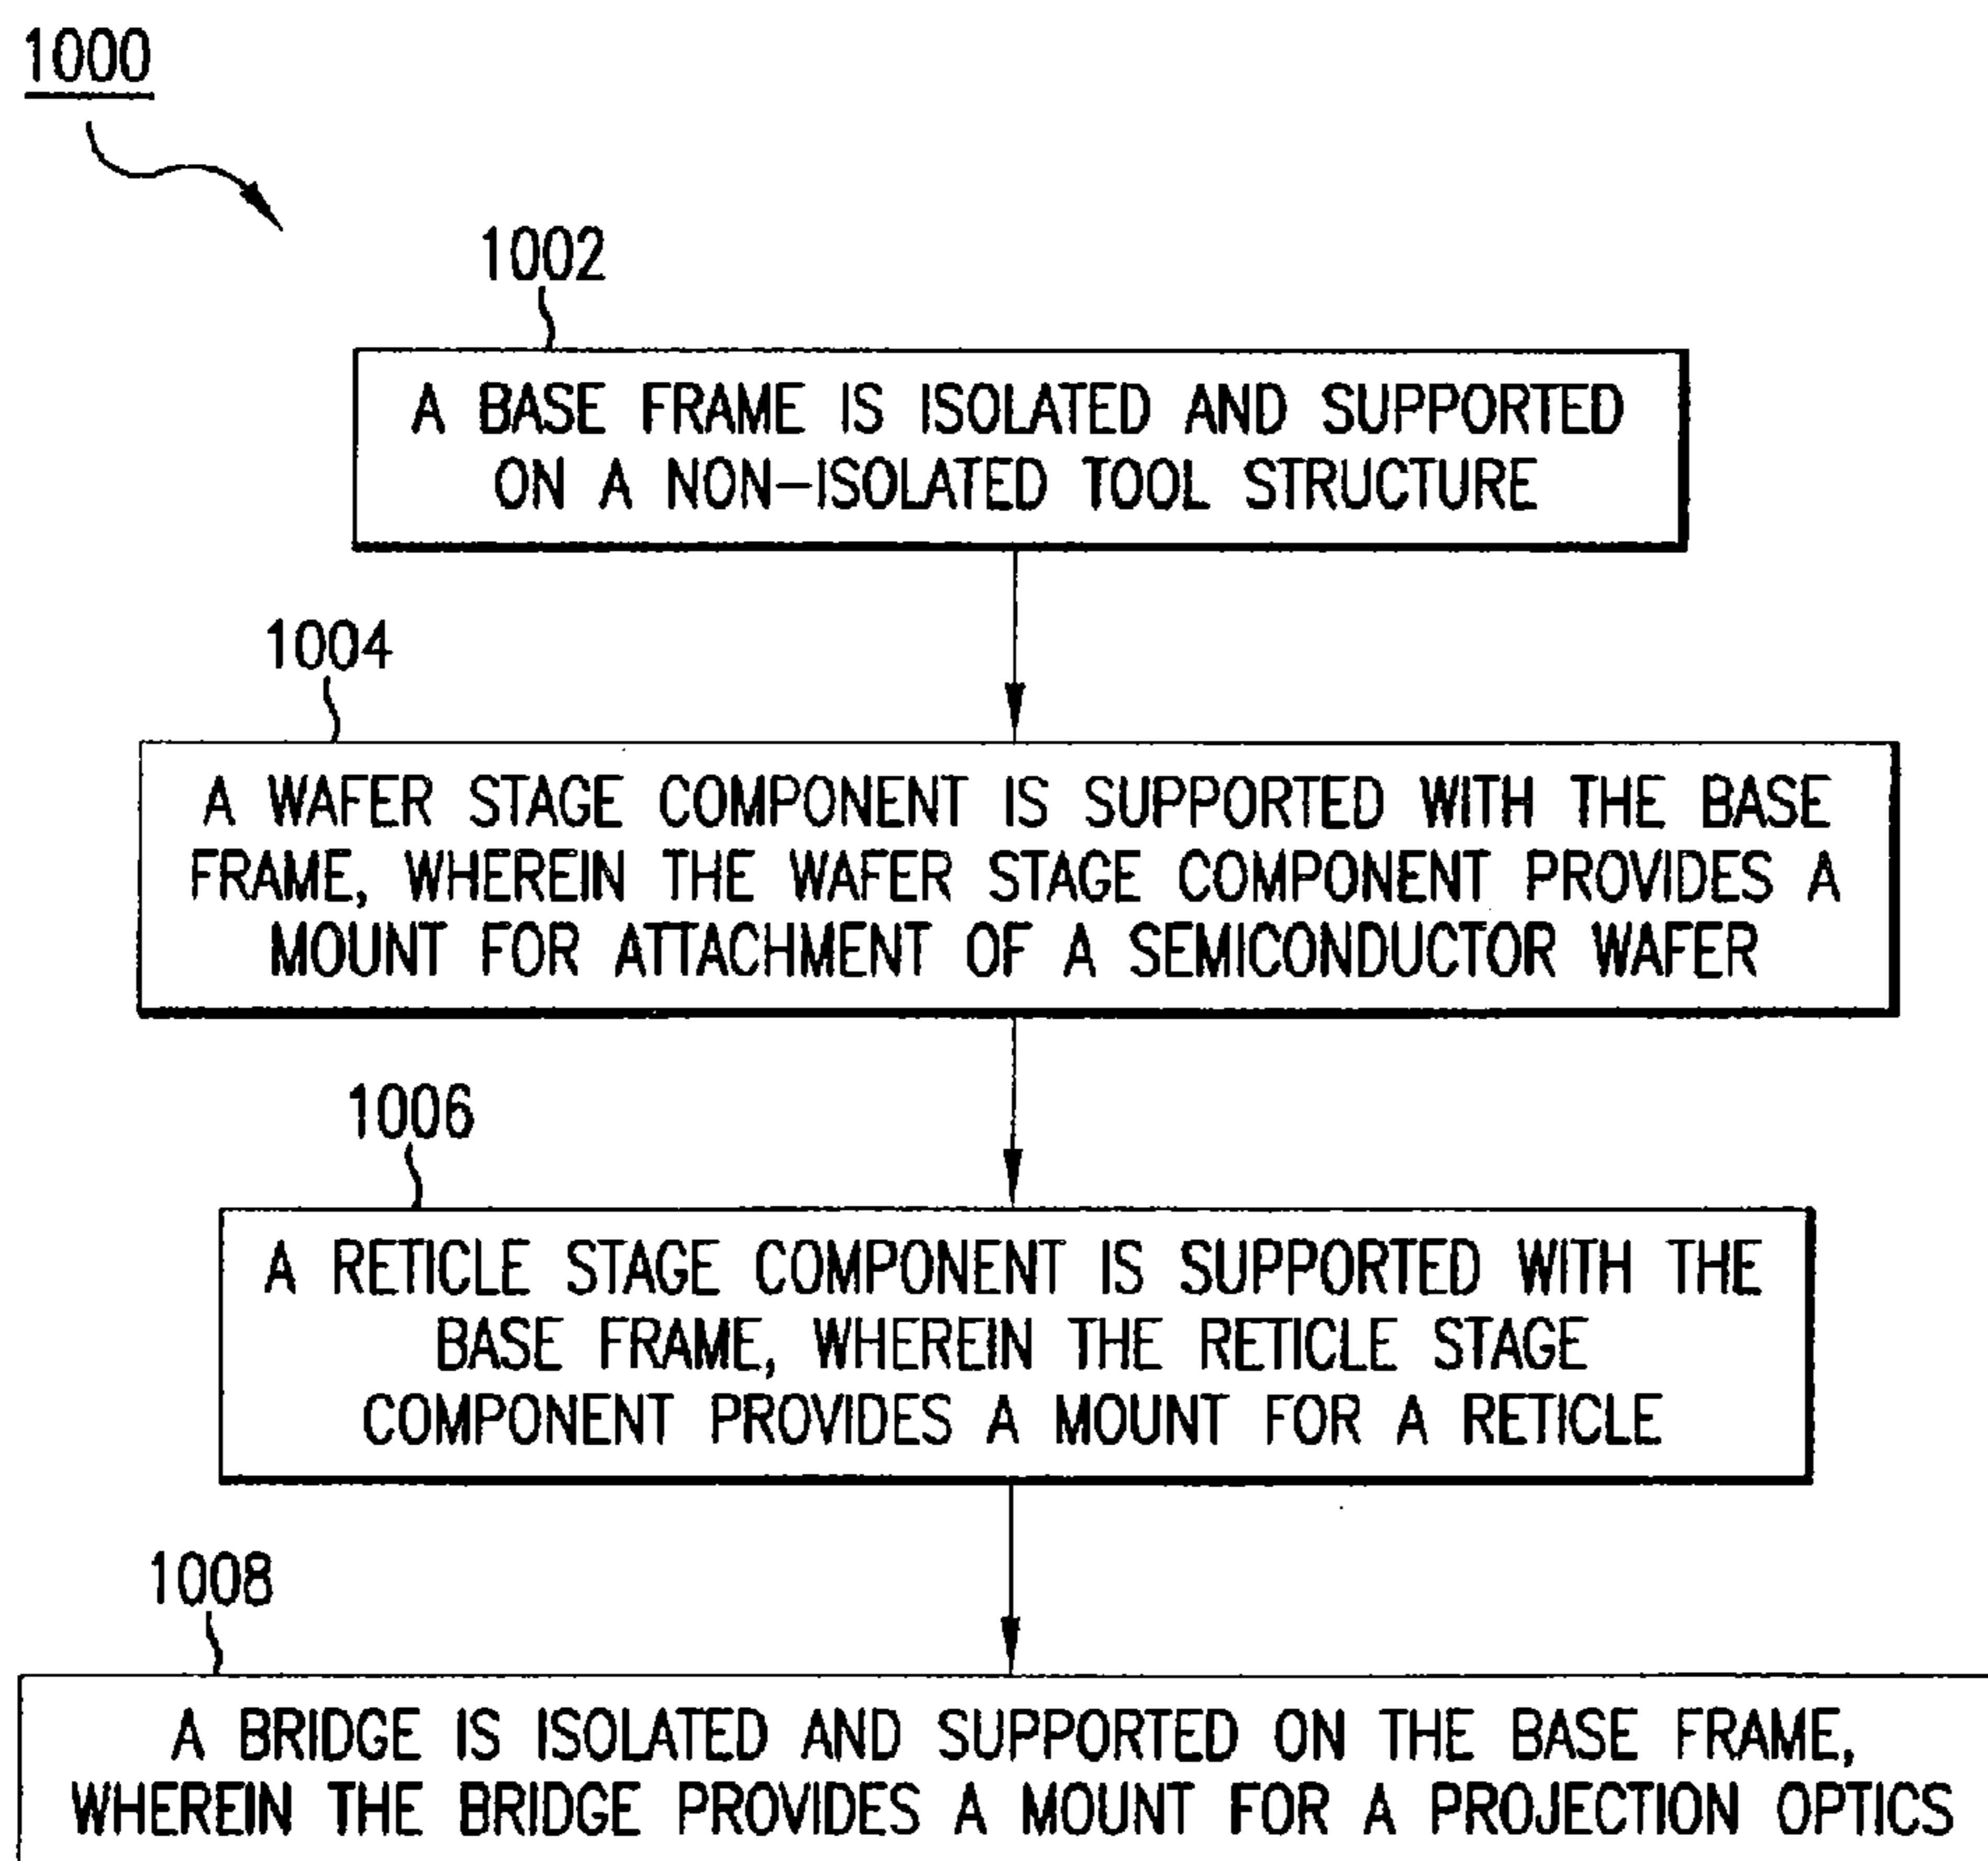 1000
1002
A BASE FRAME IS ISOLATED AND SUPPORTED
ON A NON-ISOLATED TOOL STRUCTURE
1004
A WAFER STAGE COMPONENT IS SUPPORTED WITH THE BASE
FRAME, WHEREIN THE WAFER STAGE COMPONENT PROVIDES A
MOUNT FOR ATTACHMENT OF A SEMICONDUCTOR WAFER
1006
A RETICLE STAGE COMPONENT IS SUPPORTED WITH THE
BASE FRAME, WHEREIN THE RETICLE STAGE
COMPONENT PROVIDES A MOUNT FOR A RETICLE
1008
A BRIDGE IS ISOLATED AND SUPPORTED ON THE BASE FRAME,
WHEREIN THE BRIDGE PROVIDES A MOUNT FOR A PROJECTION OPTICS